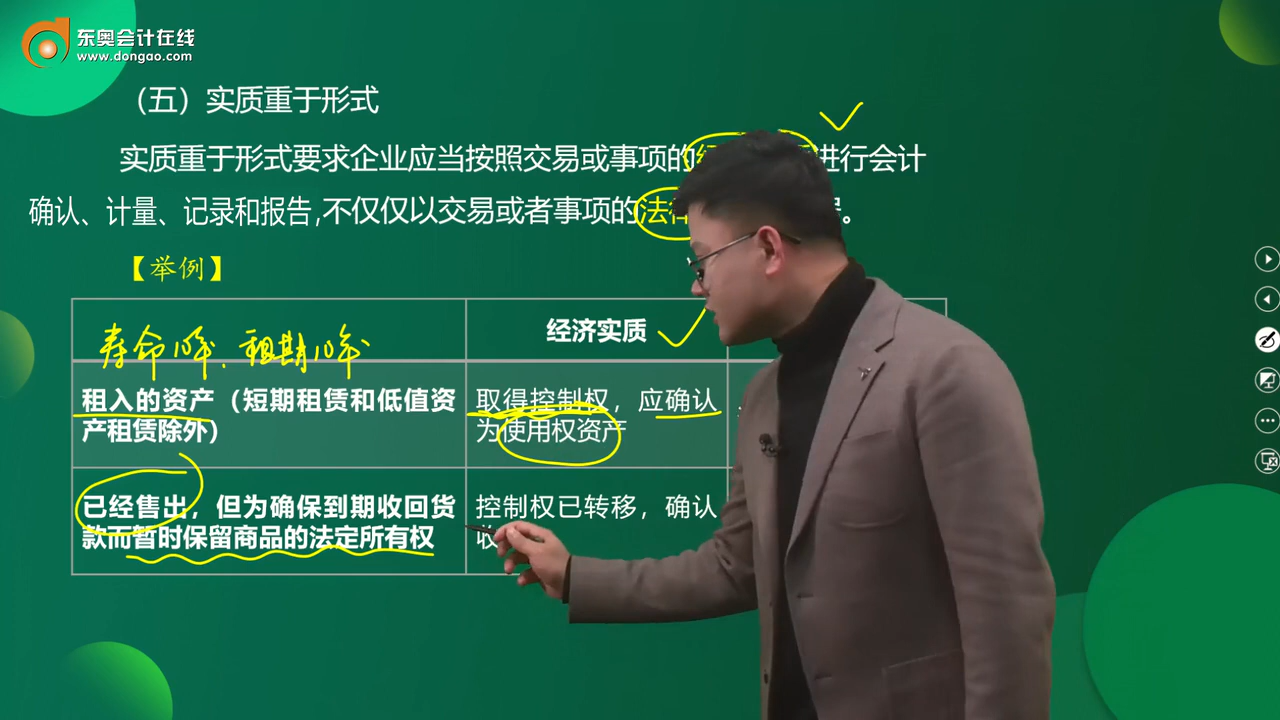 东奥会计在线
www.dongao.com
（五）实质重于形式
实质重于形式要求企业应当按照交易或事项的 进行会计
确认、计量、记录和报告，不仅仅以交易或者事项的法律 。
【举例】
寿命10年、租期10年
经济实质
租入的资产（短期租赁和低值资
产租赁除外）
取得控制权，应确认
为使用权资产
已经售出，但为确保到期收回货
款而暂时保留商品的法定所有权
控制权已转移，确认
收